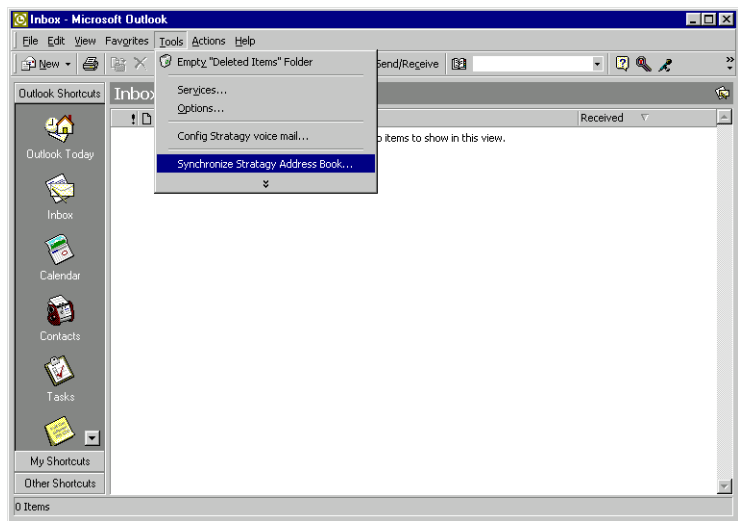 Inbox - Microsoft Outlook
File Edit View Favorites Tools Actions Help
New Send/Receive
Empty "Deleted Items" Folder
Services...
Options...
Config Stratagy voice mail...
Synchronize Stratagy Address Book...
Outlook Shortcuts
Outlook Today
Inbox
Calendar
Contacts
Tasks
My Shortcuts
Other Shortcuts
Received
items to show in this view.
0 Items